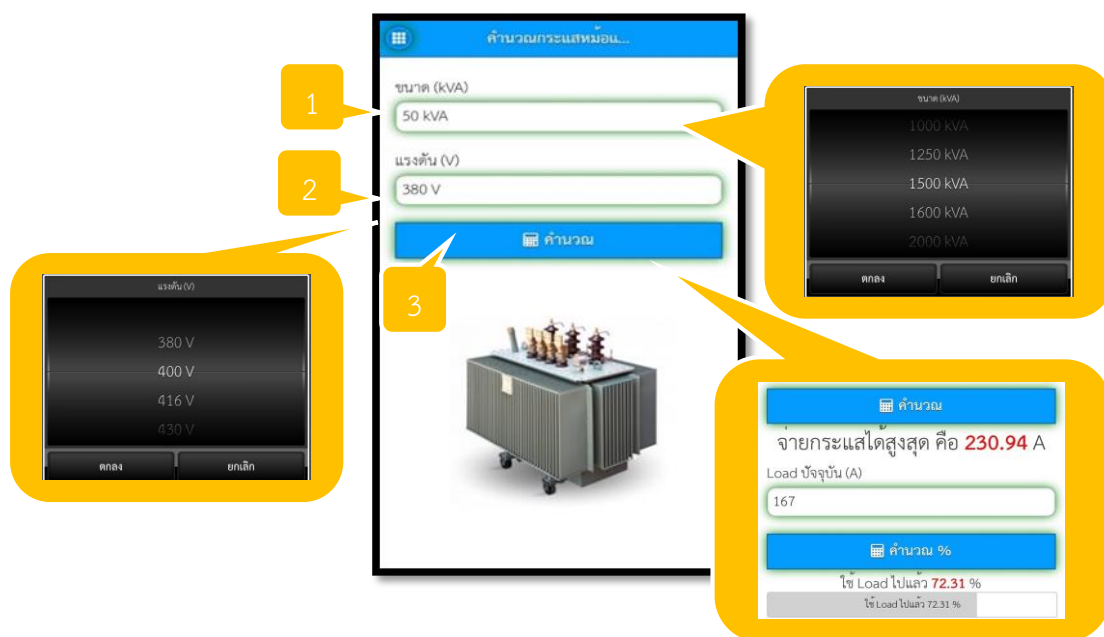 คำนวณกระแสหม้อแ...
1
ขนาด (kVA)
50 kVA
2
แรงดัน (V)
380 V
คำนวณ
3
ขนาด (kVA)
1000 kVA
1250 kVA
1500 kVA
1600 kVA
2000 kVA
ตกลง
ยกเลิก
แรงดัน (V)
380 V
400 V
416 V
430 V
ตกลง
ยกเลิก
คำนวณ
จ่ายกระแสได้สูงสุด คือ 230.94 A
Load ปัจจุบัน (A)
167
คำนวณ %
ใช้ Load ไปแล้ว 72.31 %
ใช้ Load ไปแล้ว 72.31 %